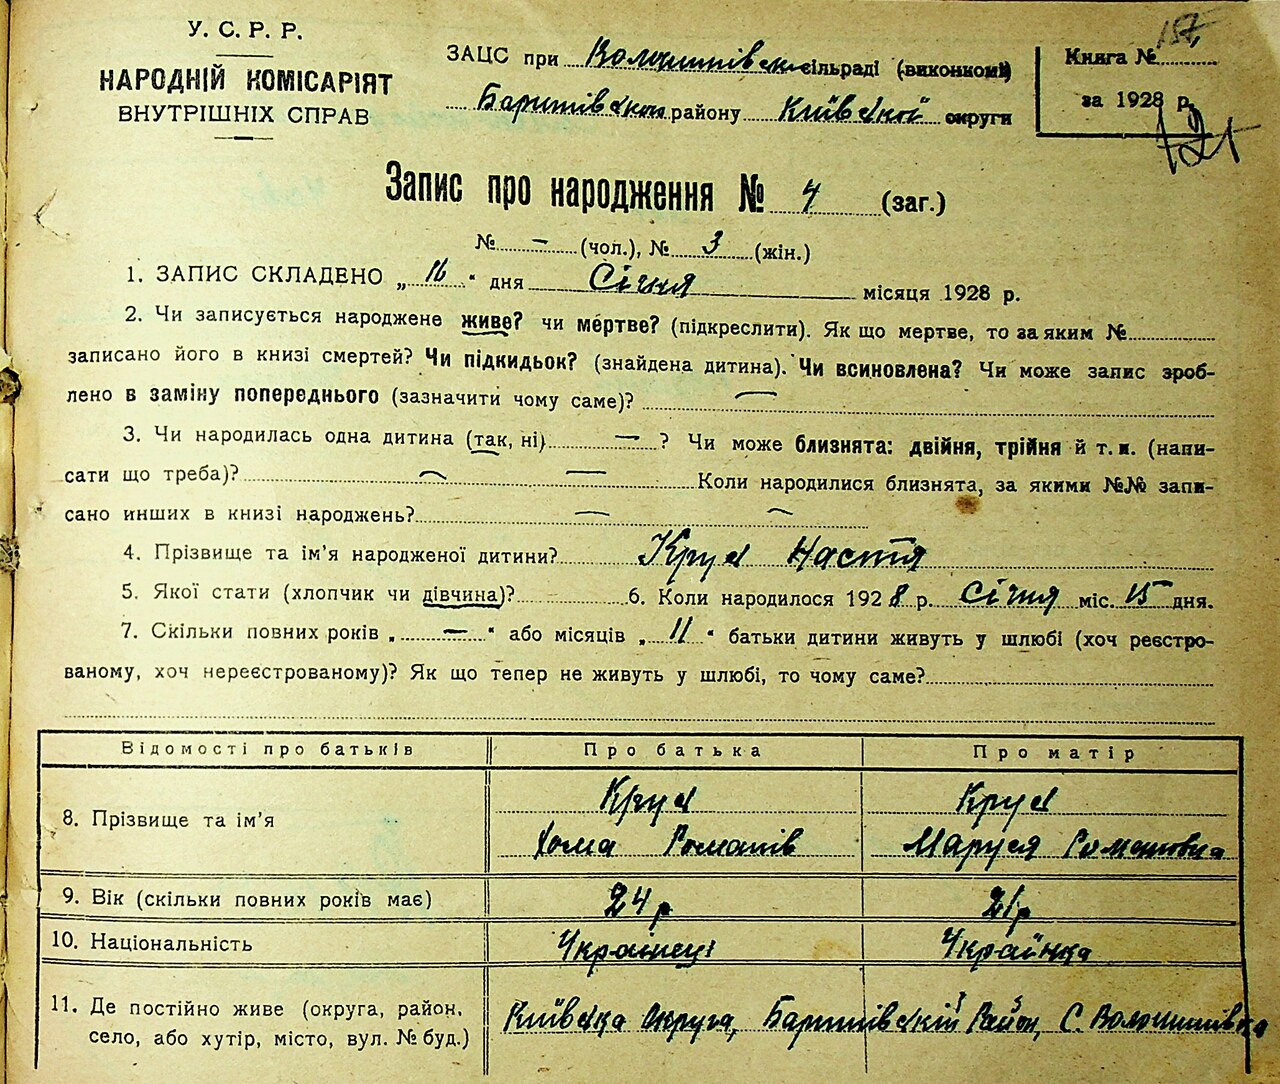 У. С. Р. Р.
НАРОДНІЙ КОМІСАРІЯТ
ВНУТРІШНІХ СПРАВ
ЗАЦС при Волошинівськ сільраді (виконкомі)
Баришівського району Київської округи
Книга № 157
за 1928 р.
121
Запис про народження № 4 (заг.)
№ — (чол.), № 3 (жін.)
1. ЗАПИС СКЛАДЕНО „16“ дня Січня місяця 1928 р.
2. Чи записується народжене живе? чи мертве? (підкреслити). Як що мертве, то за яким №
записано його в книзі смертей? Чи підкидьок? (знайдена дитина). Чи всиновлена? Чи може запис зроб-
лено в заміну попереднього (зазначити чому саме)? —
3. Чи народилась одна дитина (так, ні) — ? Чи може близнята: двійня, трійня й т. и. (напи-
сати що треба)? — — Коли народилися близнята, за якими №№ запи-
сано инших в книзі народжень? — —
4. Прізвище та ім'я народженої дитини? Настя
5. Якої стати (хлопчик чи дівчина)? 6. Коли народилося 1928 р. Січня міс. 15 дня.
7. Скільки повних років „ — “ або місяців „ 11 “ батьки дитини живуть у шлюбі (хоч реєстро-
ваному, хоч нереєстрованому)? Як що тепер не живуть у шлюбі, то чому саме?
Відомості про батьків Про батька Про матір
8. Прізвище та ім'я
Хома Романів Маруся Романовна
9. Вік (скільки повних років має) 24 р 21 р
10. Національність Українець Українка
11. Де постійно живе (округа, район,
село, або хутір, місто, вул. № буд.)
Київська Округа, Баришівський Район, С. Волошинівка